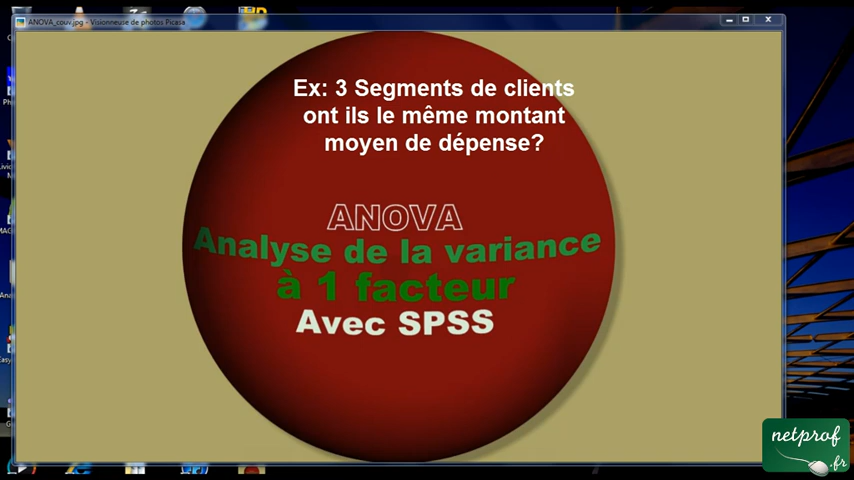 ANOVA_couv.jpg - Visionneuse de photos Picasa
Ex: 3 Segments de clients
ont ils le même montant
moyen de dépense?
ANOVA
Analyse de la variance
à 1 facteur
Avec SPSS
netprof
.fr